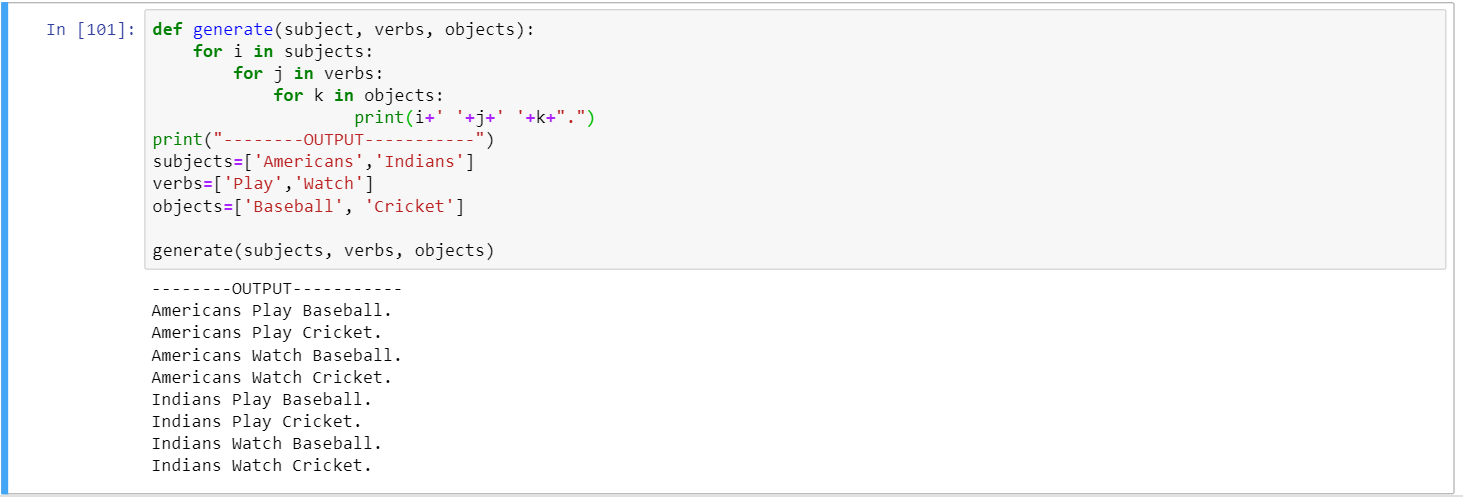 In [101]: def generate(subject, verbs, objects):
    for i in subjects:
        for j in verbs:
            for k in objects:
                    print(i+' '+j+' '+k+".")
print("--------OUTPUT-----------")
subjects=['Americans','Indians']
verbs=['Play','Watch']
objects=['Baseball', 'Cricket']
generate(subjects, verbs, objects)
--------OUTPUT-----------
Americans Play Baseball.
Americans Play Cricket.
Americans Watch Baseball.
Americans Watch Cricket.
Indians Play Baseball.
Indians Play Cricket.
Indians Watch Baseball.
Indians Watch Cricket.